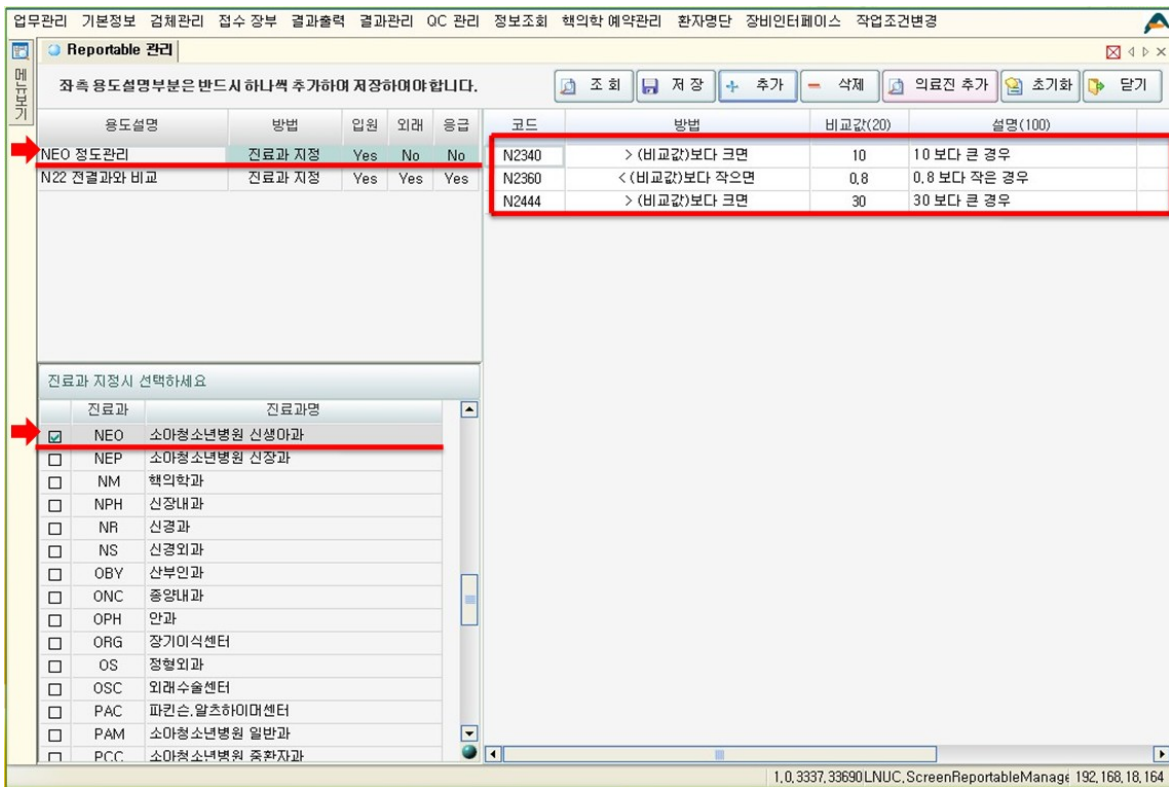 업무관리 기본정보 검체관리 접수 장부 결과출력 결과관리 QC 관리 정보조회 핵의학 예약관리 환자명단 장비인터페이스 작업조건변경
메뉴보기
Reportable 관리
좌측 용도설명부분은 반드시 하나씩 추가하여 저장하여야 합니다.
조 회 저 장 추가 삭제 의료진 추가 초기화 닫기
용도설명 방법 입원 외래 응급
NEO 정도관리 진료과 지정 Yes No No
N22 전결과와 비교 진료과 지정 Yes Yes Yes
코드 방법 비교값(20) 설명(100)
N2340 > (비교값)보다 크면 10 10 보다 큰 경우
N2360 < (비교값)보다 작으면 0.8 0.8 보다 작은 경우
N2444 > (비교값)보다 크면 30 30 보다 큰 경우
진료과 지정시 선택하세요
진료과 진료과명
NEO 소아청소년병원 신생아과
NEP 소아청소년병원 신장과
NM 핵의학과
NPH 신장내과
NR 신경과
NS 신경외과
OBY 산부인과
ONC 종양내과
OPH 안과
ORG 장기이식센터
OS 정형외과
OSC 외래수술센터
PAC 파킨슨.알츠하이머센터
PAM 소아청소년병원 일반과
PCC 소아청소년병원 중환자과
1.0.3337.33690 LNUC.ScreenReportableManage 192.168.18.164